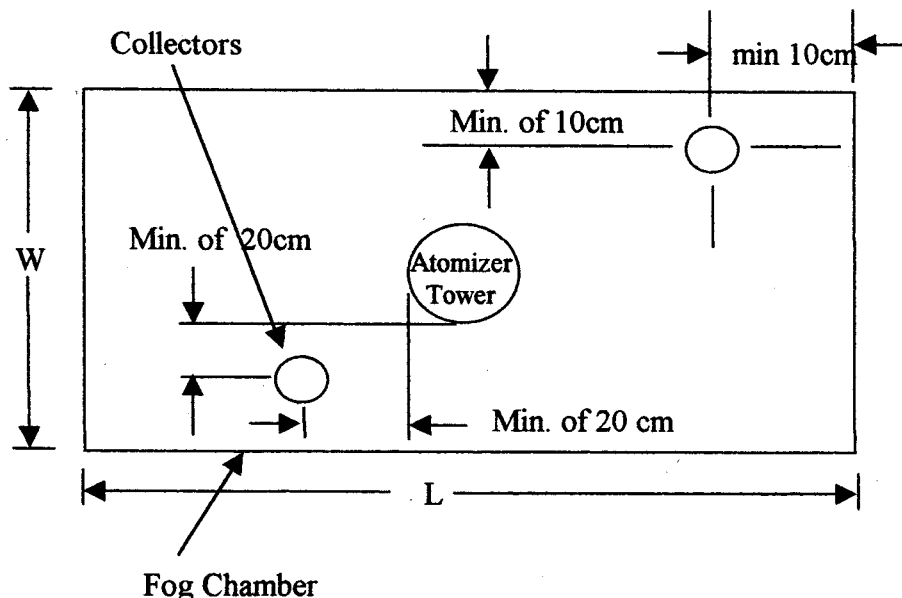 Collectors
min 10cm
Min. of 10cm
Min. of 20cm
W
Atomizer
Tower
Min. of 20 cm
L
Fog Chamber